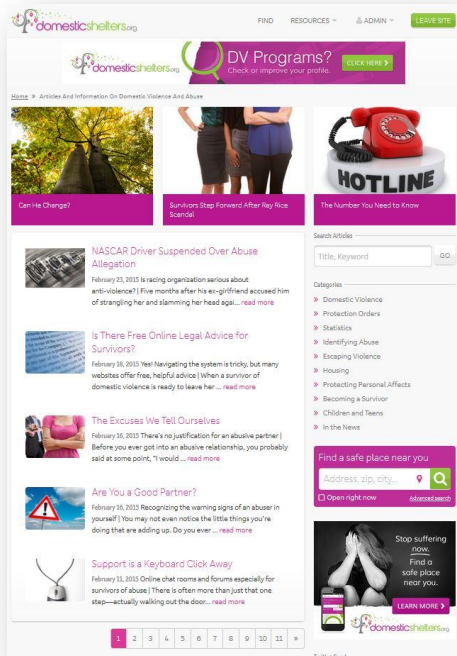 domesticshelters.org
FIND RESOURCES ADMIN LEAVE SITE
domesticshelters.org
DV Programs?
Check or improve your profile.
CLICK HERE >
Home » Articles And Information On Domestic Violence And Abuse
Can He Change?
Survivors Step Forward After Ray Rice
Scandal
HOTLINE
The Number You Need to Know
NASCAR Driver Suspended Over Abuse
Allegation
February 23, 2015 Is racing organization serious about
anti-violence? | Five months after his ex-girlfriend accused him
of strangling her and slamming her head agai... read more
Is There Free Online Legal Advice for
Survivors?
February 18, 2015 Yes! Navigating the system is tricky, but many
websites offer free, helpful advice | When a survivor of
domestic violence is ready to leave her ... read more
The Excuses We Tell Ourselves
February 16, 2015 There's no justification for an abusive partner |
Before you ever got into an abusive relationship, you probably
said at some point, "I would ... read more
Are You a Good Partner?
February 16, 2015 Recognizing the warning signs of an abuser in
yourself | You may not even notice the little things you're
doing that are adding up. Do you ever ... read more
Support is a Keyboard Click Away
February 11, 2015 Online chat rooms and forums especially for
survivors of abuse | There is often more than just that one
step—actually walking out the door... read more
1 2 3 4 5 6 7 8 9 10 11 »
Search Articles
Title, Keyword GO
Categories
» Domestic Violence
» Protection Orders
» Statistics
» Identifying Abuse
» Escaping Violence
» Housing
» Protecting Personal Affects
» Becoming a Survivor
» Children and Teens
» In the News
Find a safe place near you
Address, zip, city...
Open right now Advanced search
Stop suffering
now.
Find a
safe place
near you.
LEARN MORE >
domesticshelters.org